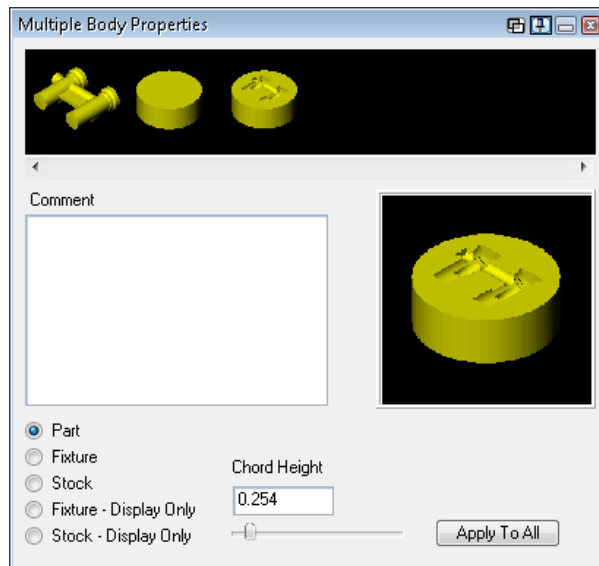 Multiple Body Properties
Comment
Part
Fixture
Stock
Fixture - Display Only
Stock - Display Only
Chord Height
0.254
Apply To All